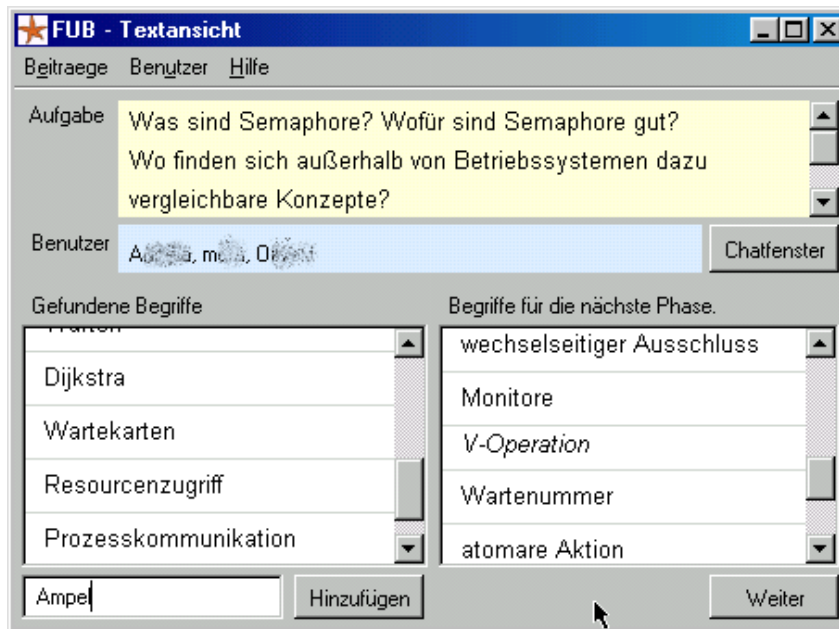 FUB - Textansicht
Beitraege Benutzer Hilfe
Aufgabe
Was sind Semaphore? Wofür sind Semaphore gut?
Wo finden sich außerhalb von Betriebssystemen dazu
vergleichbare Konzepte?
Benutzer
Chatfenster
Gefundene Begriffe
Dijkstra
Wartekarten
Resourcenzugriff
Prozesskommunikation
Ampel
Hinzufügen
Begriffe für die nächste Phase.
wechselseitiger Ausschluss
Monitore
V-Operation
Wartenummer
atomare Aktion
Weiter